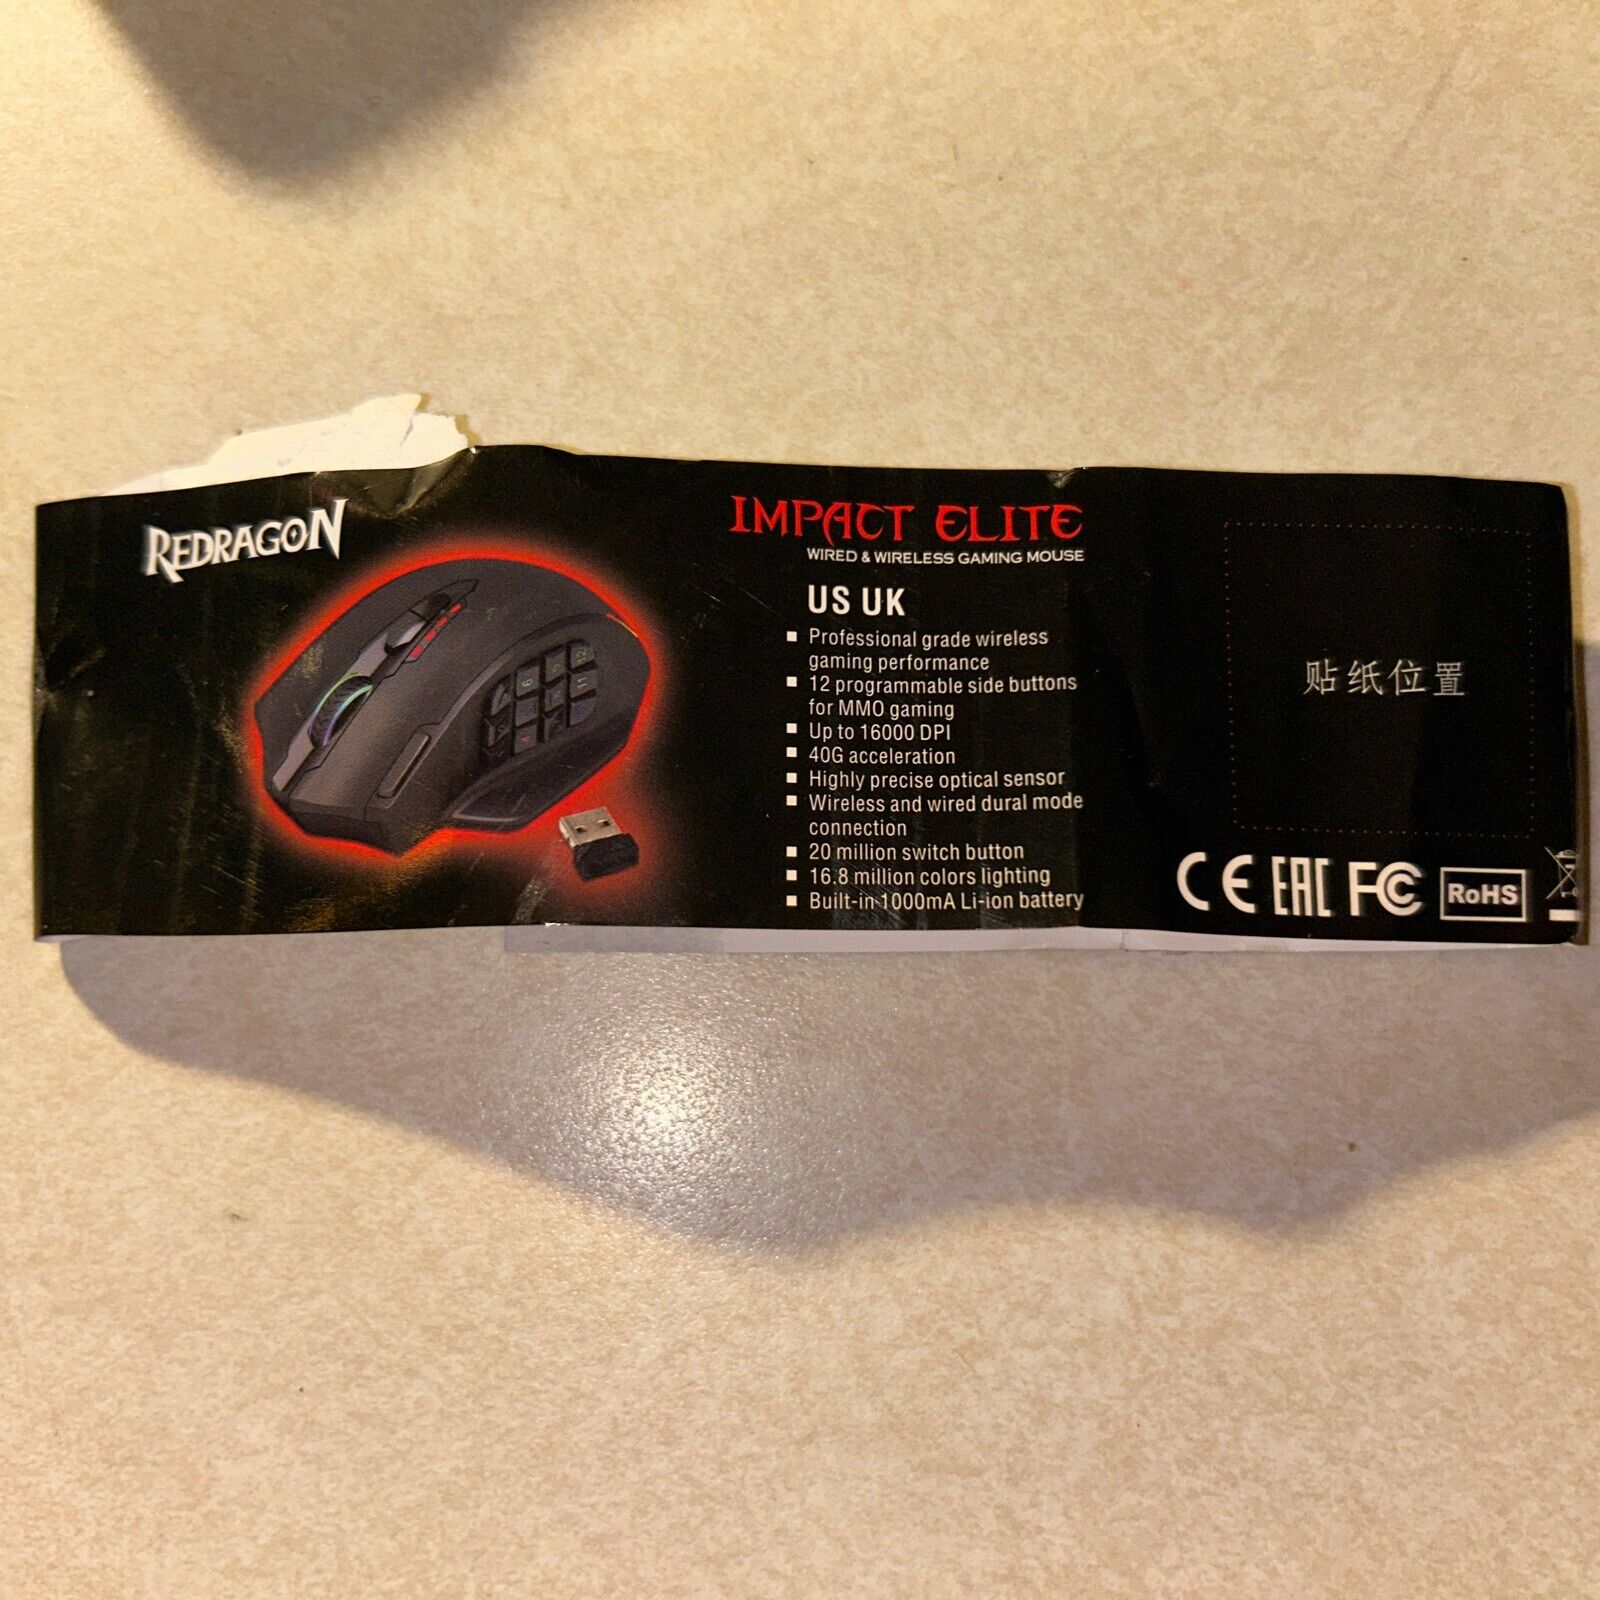 REDRAGON
IMPACT ELITE
WIRED & WIRELESS GAMING MOUSE
US UK
Professional grade wireless
gaming performance
12 programmable side buttons
for MMO gaming
Up to 16000 DPI
40G acceleration
Highly precise optical sensor
Wireless and wired dural mode
connection
20 million switch button
16.8 million colors lighting
Built-in 1000mA Li-ion battery
贴纸位置
CE EAC FC RoHS